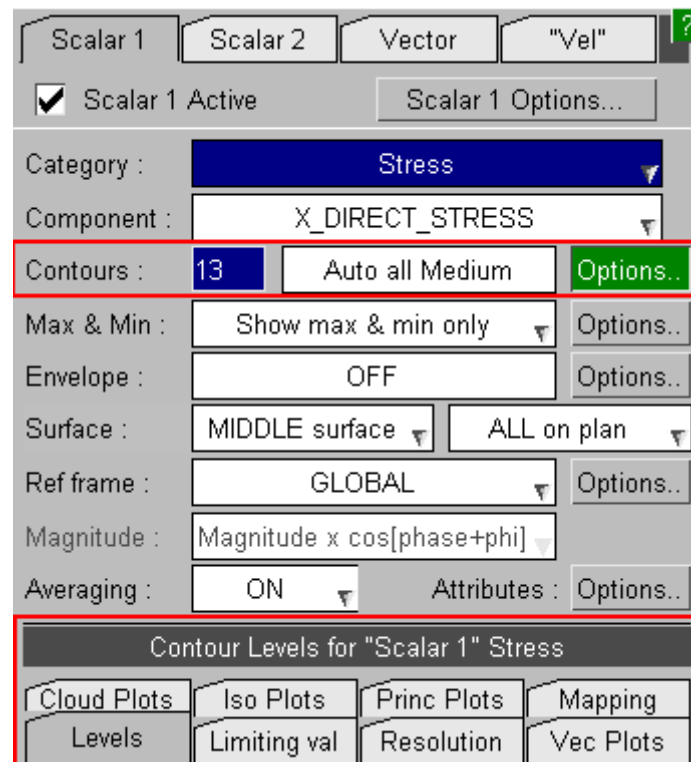 Scalar 1 Scalar 2 Vector "Vel" ?
Scalar 1 Active Scalar 1 Options...
Category : Stress
Component : X_DIRECT_STRESS
Contours : 13 Auto all Medium Options..
Max & Min : Show max & min only Options..
Envelope : OFF Options..
Surface : MIDDLE surface ALL on plan
Ref frame : GLOBAL Options..
Magnitude : Magnitude x cos[phase+phi]
Averaging : ON Attributes : Options..
Contour Levels for "Scalar 1" Stress
Cloud Plots Iso Plots Princ Plots Mapping
Levels Limiting val Resolution Vec Plots